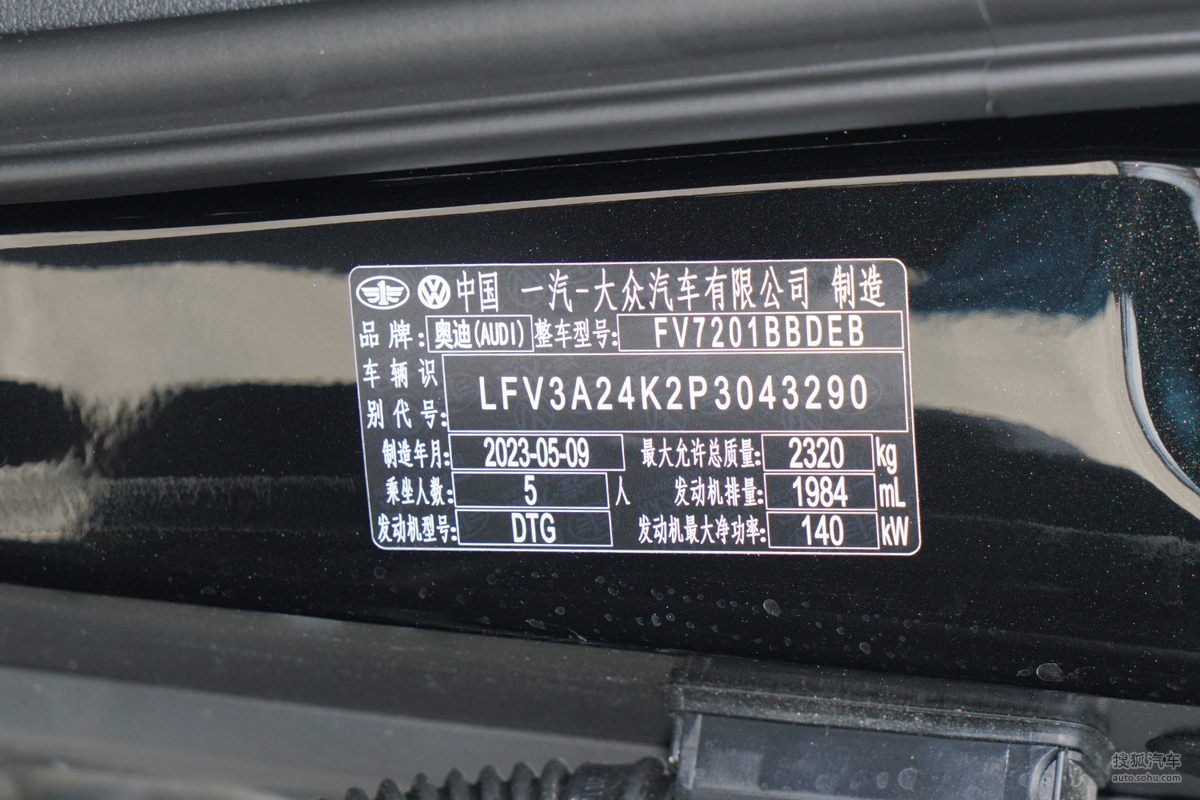 中国 一汽-大众汽车有限公司 制造
品牌: 奥迪(AUDI) 整车型号: FV7201BBDEB
车辆识别代号: LFV3A24K2P3043290
制造年月: 2023-05-09 最大允许总质量: 2320 kg
乘坐人数: 5 人 发动机排量: 1984 mL
发动机型号: DTG 发动机最大净功率: 140 kW
搜狐汽车
auto.sohu.com